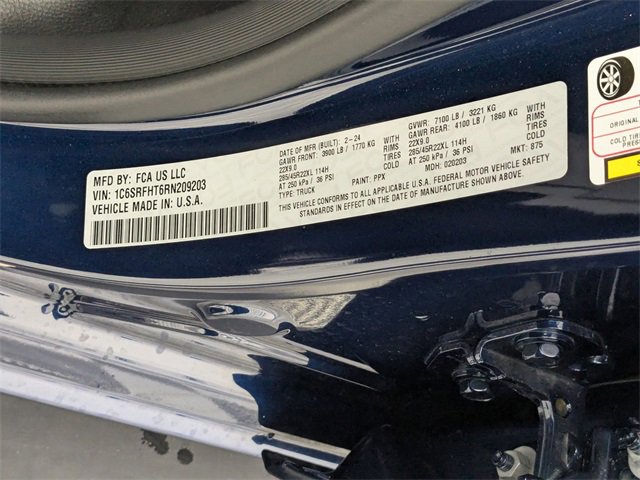 MFD BY: FCA US LLC
VIN: 1C6SRFHT6RN209203
VEHICLE MADE IN U.S.A.
DATE OF MFR (BUILT): 2-24
GAWR FRONT: 3900 LB / 1770 KG WITH
22X9.0 RIMS
285/45R22XL 114H TIRES
AT 250 kPa / 36 PSI COLD
TYPE: TRUCK PAINT: PPX
GVWR: 7100 LB / 3221 KG
GAWR REAR: 4100 LB / 1860 KG WITH
22X9.0 RIMS
285/45R22XL 114H TIRES
AT 250 kPa / 36 PSI COLD
MDH: 020203 MKT: 875
THIS VEHICLE CONFORMS TO ALL APPLICABLE U.S.A. FEDERAL MOTOR VEHICLE SAFETY
STANDARDS IN EFFECT ON THE DATE OF MANUFACTURE SHOWN ABOVE.
ORIGINAL